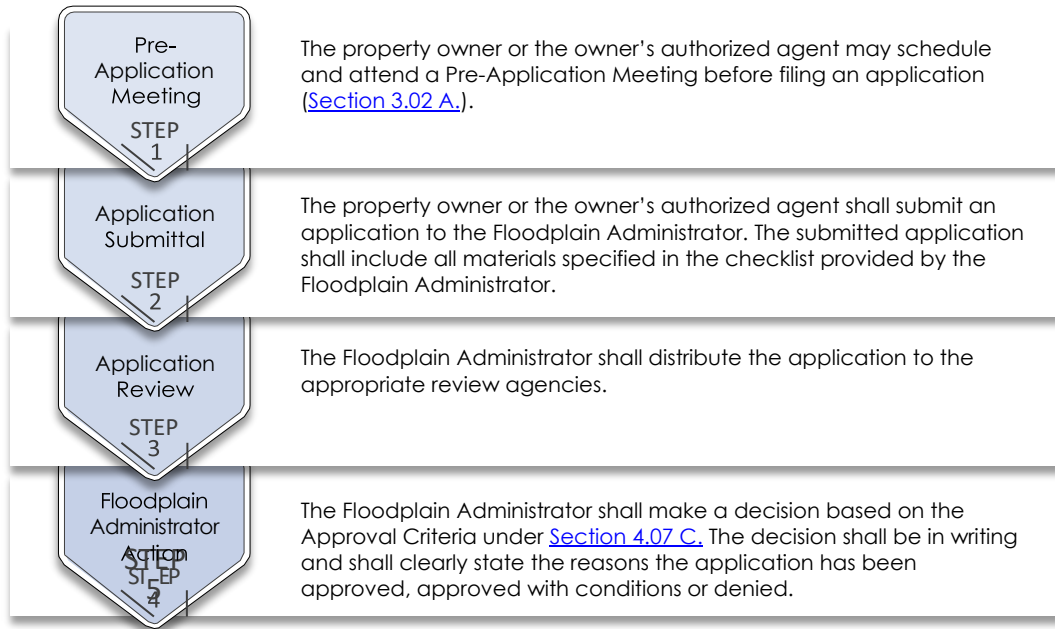 Pre-
Application
Meeting
STEP
1
The property owner or the owner’s authorized agent may schedule
and attend a Pre-Application Meeting before filing an application
(Section 3.02 A.).
Application
Submittal
STEP
2
The property owner or the owner’s authorized agent shall submit an
application to the Floodplain Administrator. The submitted application
shall include all materials specified in the checklist provided by the
Floodplain Administrator.
Application
Review
STEP
3
The Floodplain Administrator shall distribute the application to the
appropriate review agencies.
Floodplain
Administrator
Action
STEP
5
STEP
4
The Floodplain Administrator shall make a decision based on the
Approval Criteria under Section 4.07 C. The decision shall be in writing
and shall clearly state the reasons the application has been
approved, approved with conditions or denied.